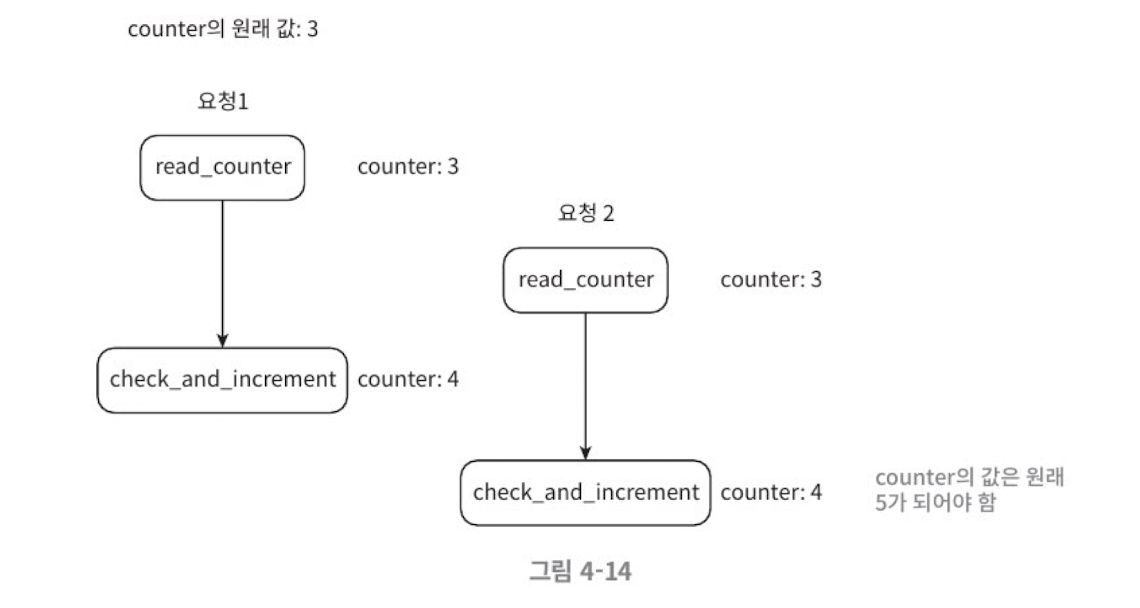 counter의 원래 값: 3
요청1
read_counter
counter: 3
요청 2
read_counter
counter: 3
check_and_increment
counter: 4
check_and_increment
counter: 4
counter의 값은 원래
5가 되어야 함
그림 4-14